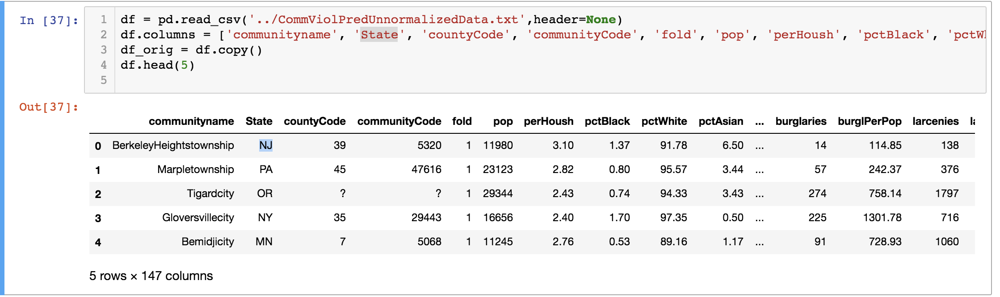 In [37]:
1 df = pd.read_csv('../CommViolPredUnnormalizedData.txt',header=None)
2 df.columns = ['communityname', 'State', 'countyCode', 'communityCode', 'fold', 'pop', 'perHoush', 'pctBlack', 'pctW
3 df_orig = df.copy()
4 df.head(5)
5
Out[37]:
communityname State countyCode communityCode fold pop perHoush pctBlack pctWhite pctAsian ... burglaries burglPerPop larcenies
0 BerkeleyHeightstownship NJ 39 5320 1 11980 3.10 1.37 91.78 6.50 ... 14 114.85 138
1 Marpletownship PA 45 47616 1 23123 2.82 0.80 95.57 3.44 ... 57 242.37 376
2 Tigardcity OR ? ? 1 29344 2.43 0.74 94.33 3.43 ... 274 758.14 1797
3 Gloversvillecity NY 35 29443 1 16656 2.40 1.70 97.35 0.50 ... 225 1301.78 716
4 Bemidjicity MN 7 5068 1 11245 2.76 0.53 89.16 1.17 ... 91 728.93 1060
5 rows × 147 columns